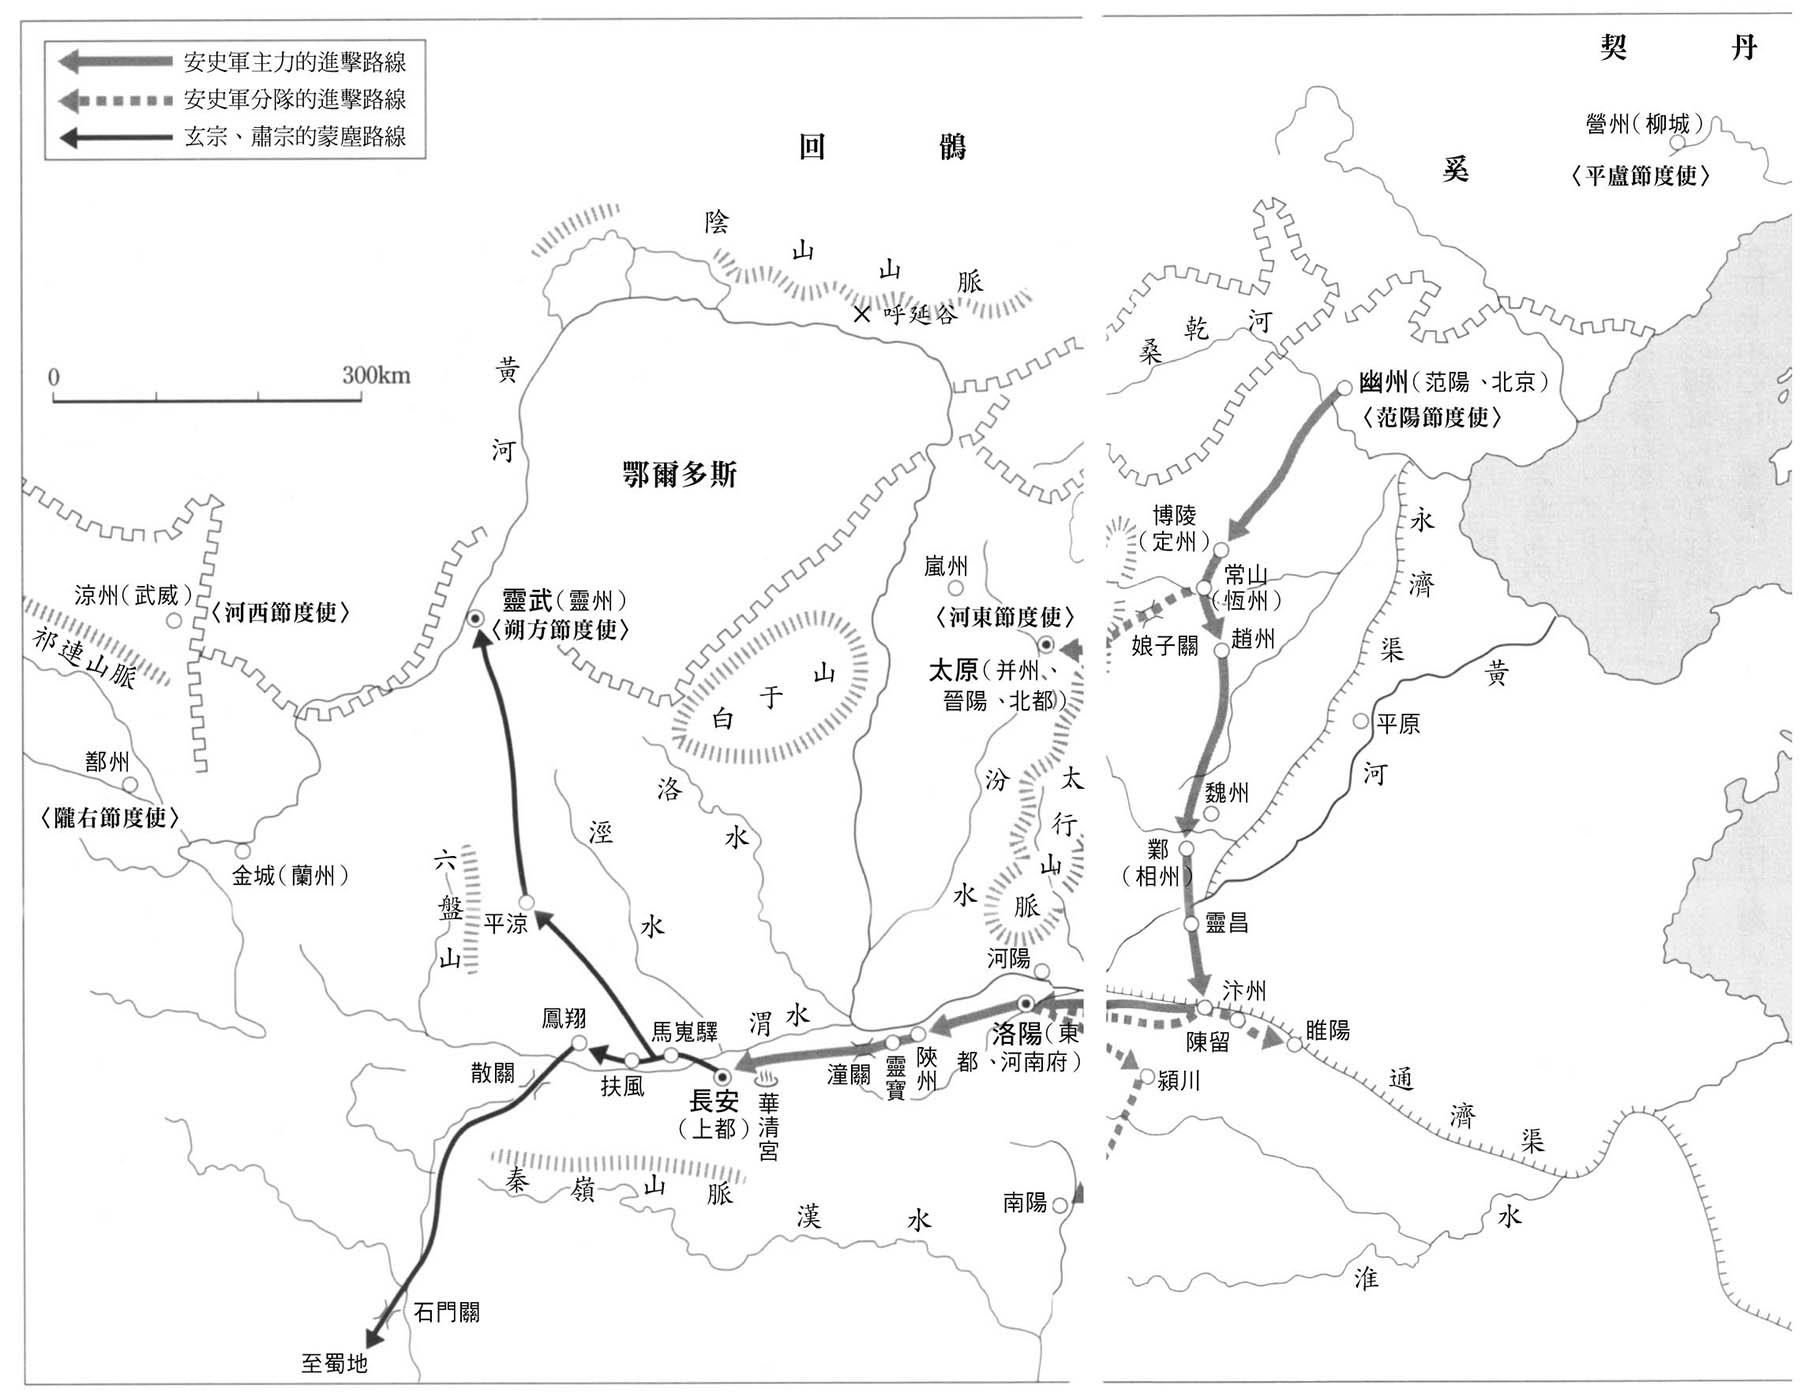 安史軍主力的進擊路線
安史軍分隊的進擊路線
玄宗、肅宗的蒙塵路線
0
300km
契丹
回鶻
奚
營州（柳城）
〈平盧節度使〉
陰山山脈
呼延谷
桑乾河
黃河
幽州（范陽、北京）
〈范陽節度使〉
鄂爾多斯
博陵
（定州）
永濟渠
涼州（武威）
〈河西節度使〉
祁連山脈
靈武（靈州）
〈朔方節度使〉
嵐州
〈河東節度使〉
太原（并州、
晉陽、北都）
常山
（恆州）
娘子關
趙州
白于山
黃河
平原
鄯州
〈隴右節度使〉
金城（蘭州）
洛水
涇水
汾水
太行山脈
魏州
鄴
（相州）
六盤山
平涼
靈昌
河陽
汴州
陳留
睢陽
鳳翔
馬嵬驛
渭水
洛陽（東
都、河南府）
散關
扶風
長安
（上都）
華清宮
潼關
靈寶
陝州
潁川
通濟渠
秦嶺山脈
漢水
南陽
淮水
石門關
至蜀地